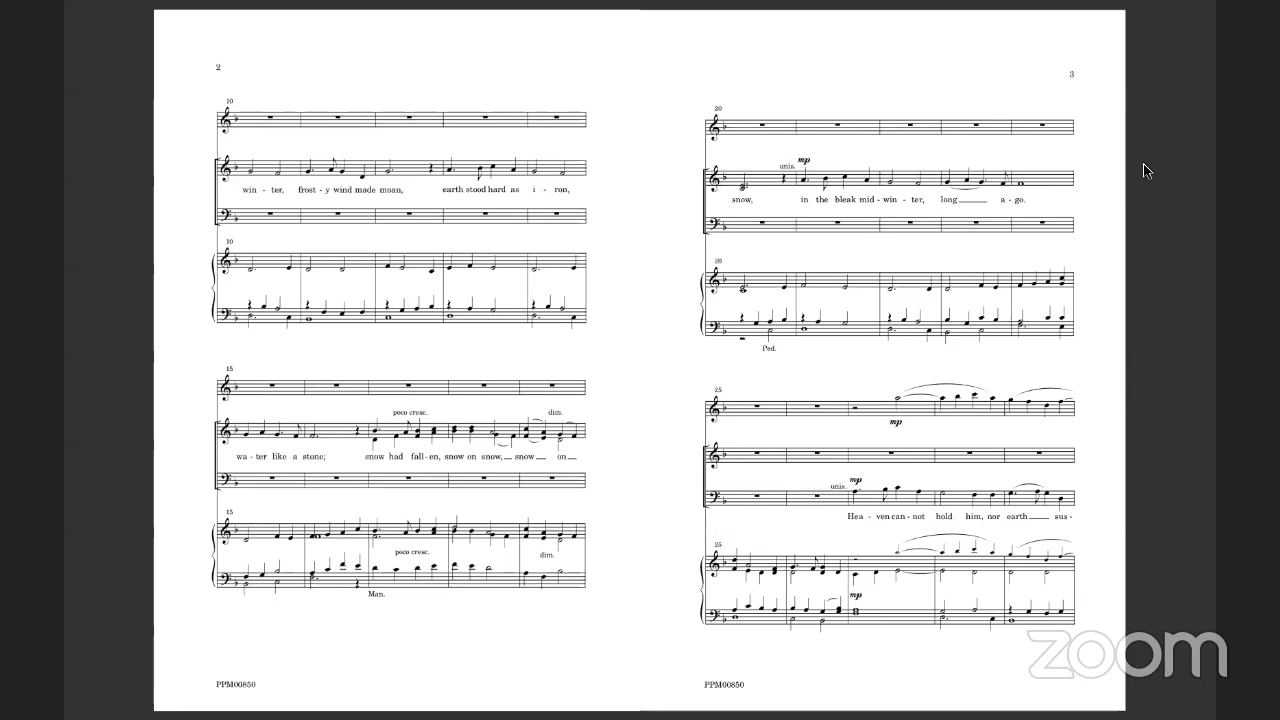 2
10
win - ter, frost - y wind made moan, earth stood hard as i - ron,
10
15
poco cresc. dim.
wa - ter like a stone; snow had fall - en, snow on snow, snow on
15
poco cresc.
dim.
Man.
PPM00850
3
20
unis. mp
snow, in the bleak mid - win - ter, long a - go.
20
Ped.
25
mp
unis. mp
Hea - ven can - not hold him, nor earth sus -
25
mp
PPM00850
zoom